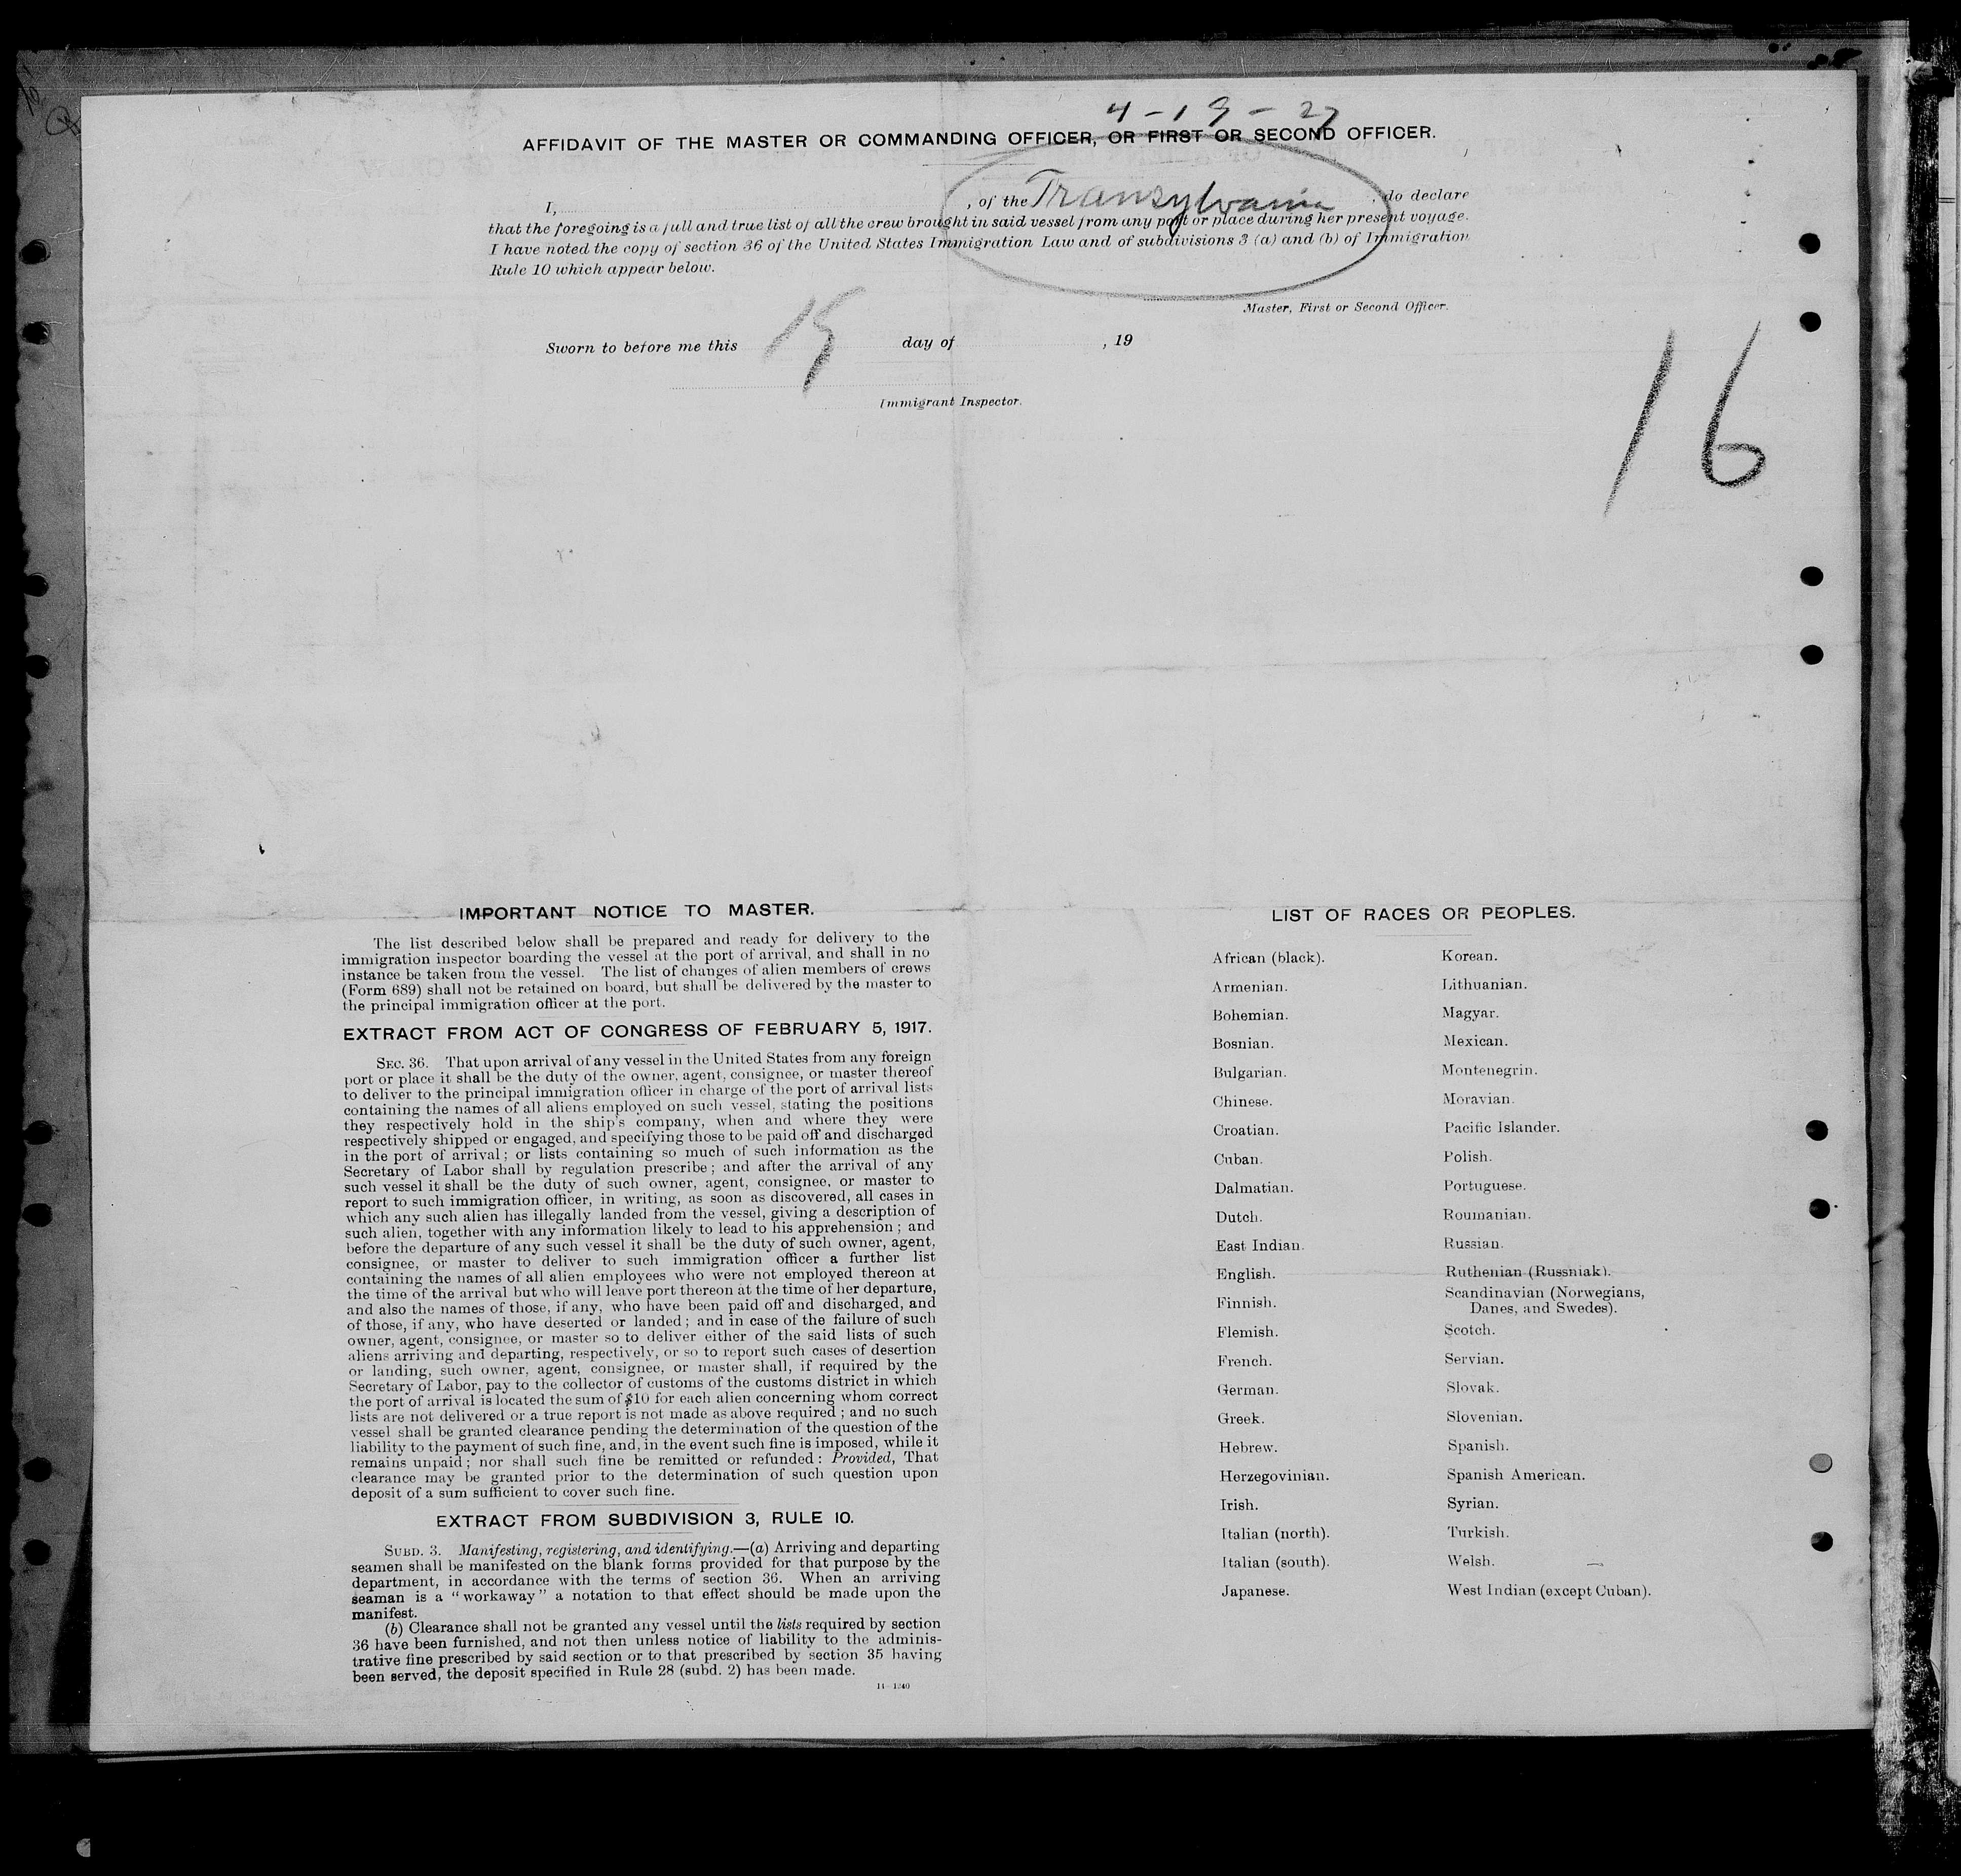 4-19-27
AFFIDAVIT OF THE MASTER OR COMMANDING OFFICER, OR FIRST OR SECOND OFFICER.
I, , of the Transylvania, do declare
that the foregoing is a full and true list of all the crew brought in said vessel from any port or place during her present voyage.
I have noted the copy of section 36 of the United States Immigration Law and of subdivisions 3 (a) and (b) of Immigration
Rule 10 which appear below.
Master, First or Second Officer.
Sworn to before me this 19 day of , 19
Immigrant Inspector.
16
IMPORTANT NOTICE TO MASTER.
The list described below shall be prepared and ready for delivery to the
immigration inspector boarding the vessel at the port of arrival, and shall in no
instance be taken from the vessel. The list of changes of alien members of crews
(Form 689) shall not be retained on board, but shall be delivered by the master to
the principal immigration officer at the port.
EXTRACT FROM ACT OF CONGRESS OF FEBRUARY 5, 1917.
SEC. 36. That upon arrival of any vessel in the United States from any foreign
port or place it shall be the duty of the owner, agent, consignee, or master thereof
to deliver to the principal immigration officer in charge of the port of arrival lists
containing the names of all aliens employed on such vessel, stating the positions
they respectively hold in the ship's company, when and where they were
respectively shipped or engaged, and specifying those to be paid off and discharged
in the port of arrival; or lists containing so much of such information as the
Secretary of Labor shall by regulation prescribe; and after the arrival of any
such vessel it shall be the duty of such owner, agent, consignee, or master to
report to such immigration officer, in writing, as soon as discovered, all cases in
which any such alien has illegally landed from the vessel, giving a description of
such alien, together with any information likely to lead to his apprehension; and
before the departure of any such vessel it shall be the duty of such owner, agent,
consignee, or master to deliver to such immigration officer a further list
containing the names of all alien employees who were not employed thereon at
the time of the arrival but who will leave port thereon at the time of her departure,
and also the names of those, if any, who have been paid off and discharged, and
of those, if any, who have deserted or landed; and in case of the failure of such
owner, agent, consignee, or master so to deliver either of the said lists of such
aliens arriving and departing, respectively, or so to report such cases of desertion
or landing, such owner, agent, consignee, or master shall, if required by the
Secretary of Labor, pay to the collector of customs of the customs district in which
the port of arrival is located the sum of $10 for each alien concerning whom correct
lists are not delivered or a true report is not made as above required; and no such
vessel shall be granted clearance pending the determination of the question of the
liability to the payment of such fine, and, in the event such fine is imposed, while it
remains unpaid; nor shall such fine be remitted or refunded: Provided, That
clearance may be granted prior to the determination of such question upon
deposit of a sum sufficient to cover such fine.
EXTRACT FROM SUBDIVISION 3, RULE 10.
SUBD. 3. Manifesting, registering, and identifying.—(a) Arriving and departing
seamen shall be manifested on the blank forms provided for that purpose by the
department, in accordance with the terms of section 36. When an arriving
seaman is a "workaway" a notation to that effect should be made upon the
manifest.
(b) Clearance shall not be granted any vessel until the lists required by section
36 have been furnished, and not then unless notice of liability to the adminis-
trative fine prescribed by said section or to that prescribed by section 35 having
been served, the deposit specified in Rule 28 (subd. 2) has been made.
11—1240
LIST OF RACES OR PEOPLES.
African (black).
Armenian.
Bohemian.
Bosnian.
Bulgarian.
Chinese.
Croatian.
Cuban.
Dalmatian.
Dutch.
East Indian.
English.
Finnish.
Flemish.
French.
German.
Greek.
Hebrew.
Herzegovinian.
Irish.
Italian (north).
Italian (south).
Japanese.
Korean.
Lithuanian.
Magyar.
Mexican.
Montenegrin.
Moravian.
Pacific Islander.
Polish.
Portuguese.
Roumanian.
Russian.
Ruthenian (Russniak).
Scandinavian (Norwegians,
Danes, and Swedes).
Scotch.
Servian.
Slovak.
Slovenian.
Spanish.
Spanish American.
Syrian.
Turkish.
Welsh.
West Indian (except Cuban).